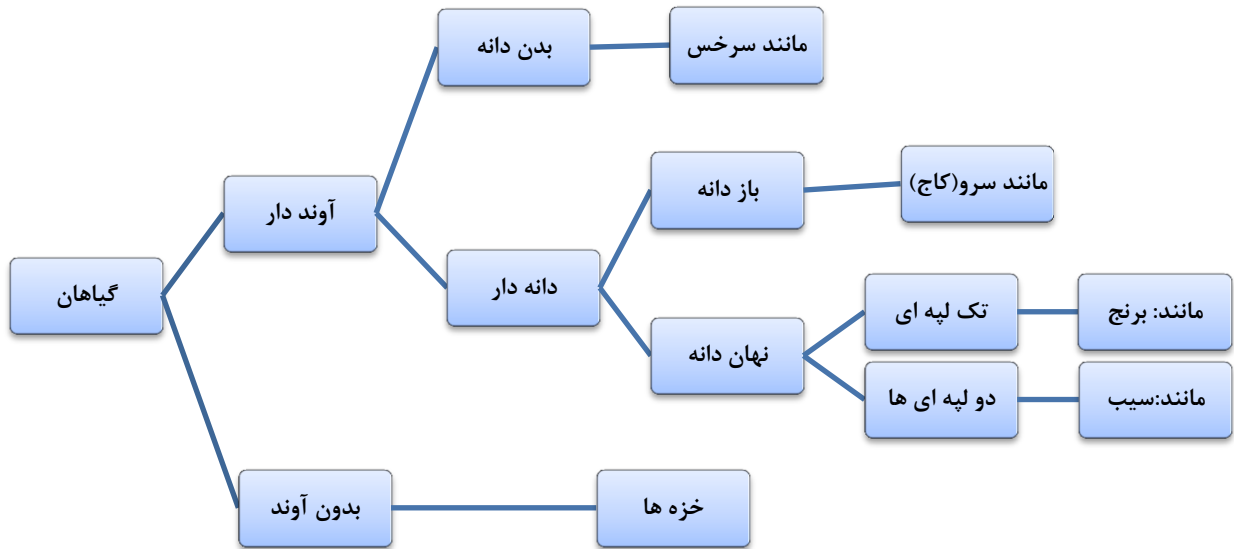 گیاهان
آوند دار
بدن دانه
مانند سرخس
دانه دار
باز دانه
مانند سرو(کاج)
نهان دانه
تک لپه ای
مانند: برنج
دو لپه ای ها
مانند:سیب
بدون آوند
خزه ها